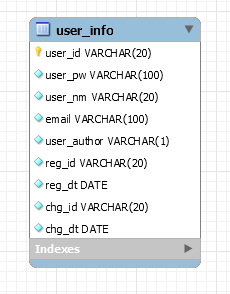 user_info
user_id VARCHAR(20)
user_pw VARCHAR(100)
user_nm VARCHAR(20)
email VARCHAR(100)
user_author VARCHAR(1)
reg_id VARCHAR(20)
reg_dt DATE
chg_id VARCHAR(20)
chg_dt DATE
Indexes